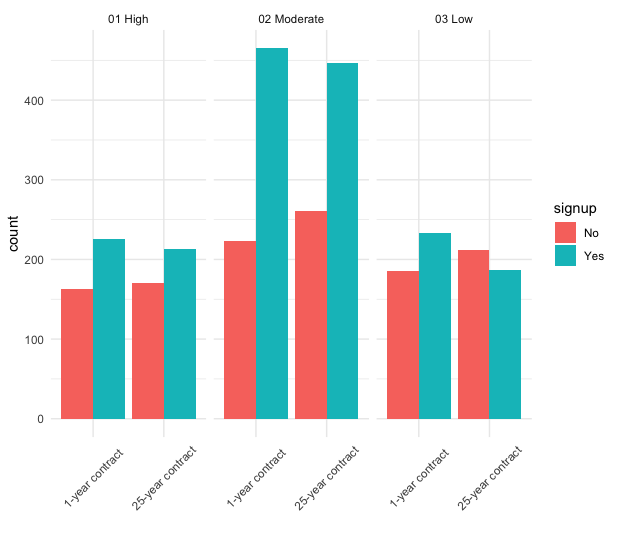 01 High
02 Moderate
03 Low
count
400
300
200
100
0
1-year contract
25-year contract
1-year contract
25-year contract
1-year contract
25-year contract
signup
No
Yes